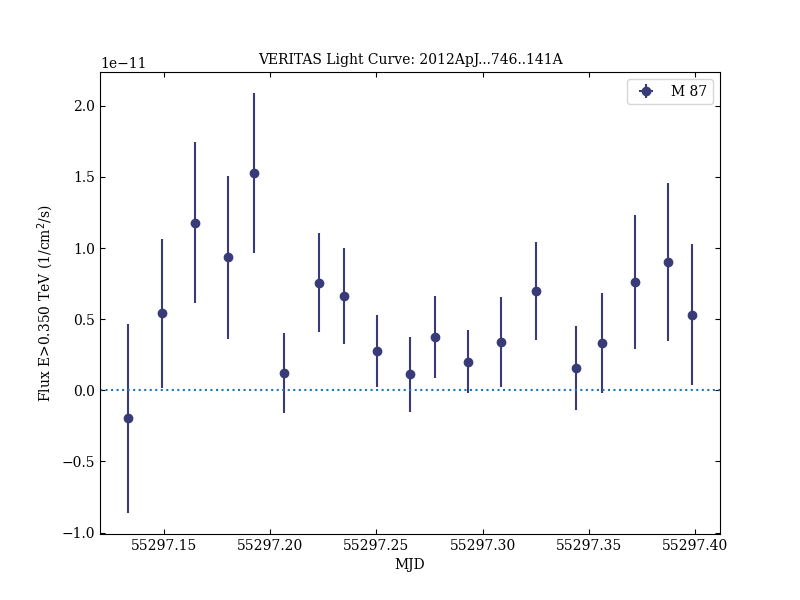 VERITAS Light Curve: 2012ApJ...746..141A
1e−11
M 87
2.0
1.5
1.0
0.5
0.0
−0.5
−1.0
Flux E>0.350 TeV (1/cm²/s)
55297.15 55297.20 55297.25 55297.30 55297.35 55297.40
MJD